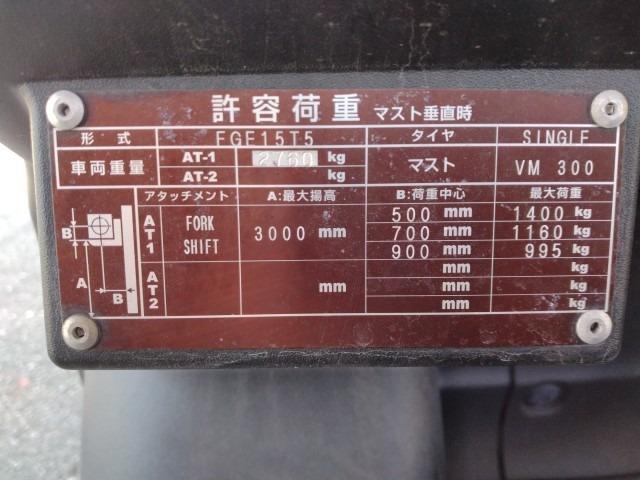 許容荷重 マスト垂直時
形式 FGE15T5 タイヤ SINGLE
車両重量 AT-1 2760 kg マスト VM 300
AT-2 kg
アタッチメント A:最大揚高 B:荷重中心 最大荷重
AT1 FORK SHIFT 3000 mm 500 mm 1400 kg
700 mm 1160 kg
900 mm 995 kg
AT2 mm mm kg
mm kg
mm kg
B
A
B